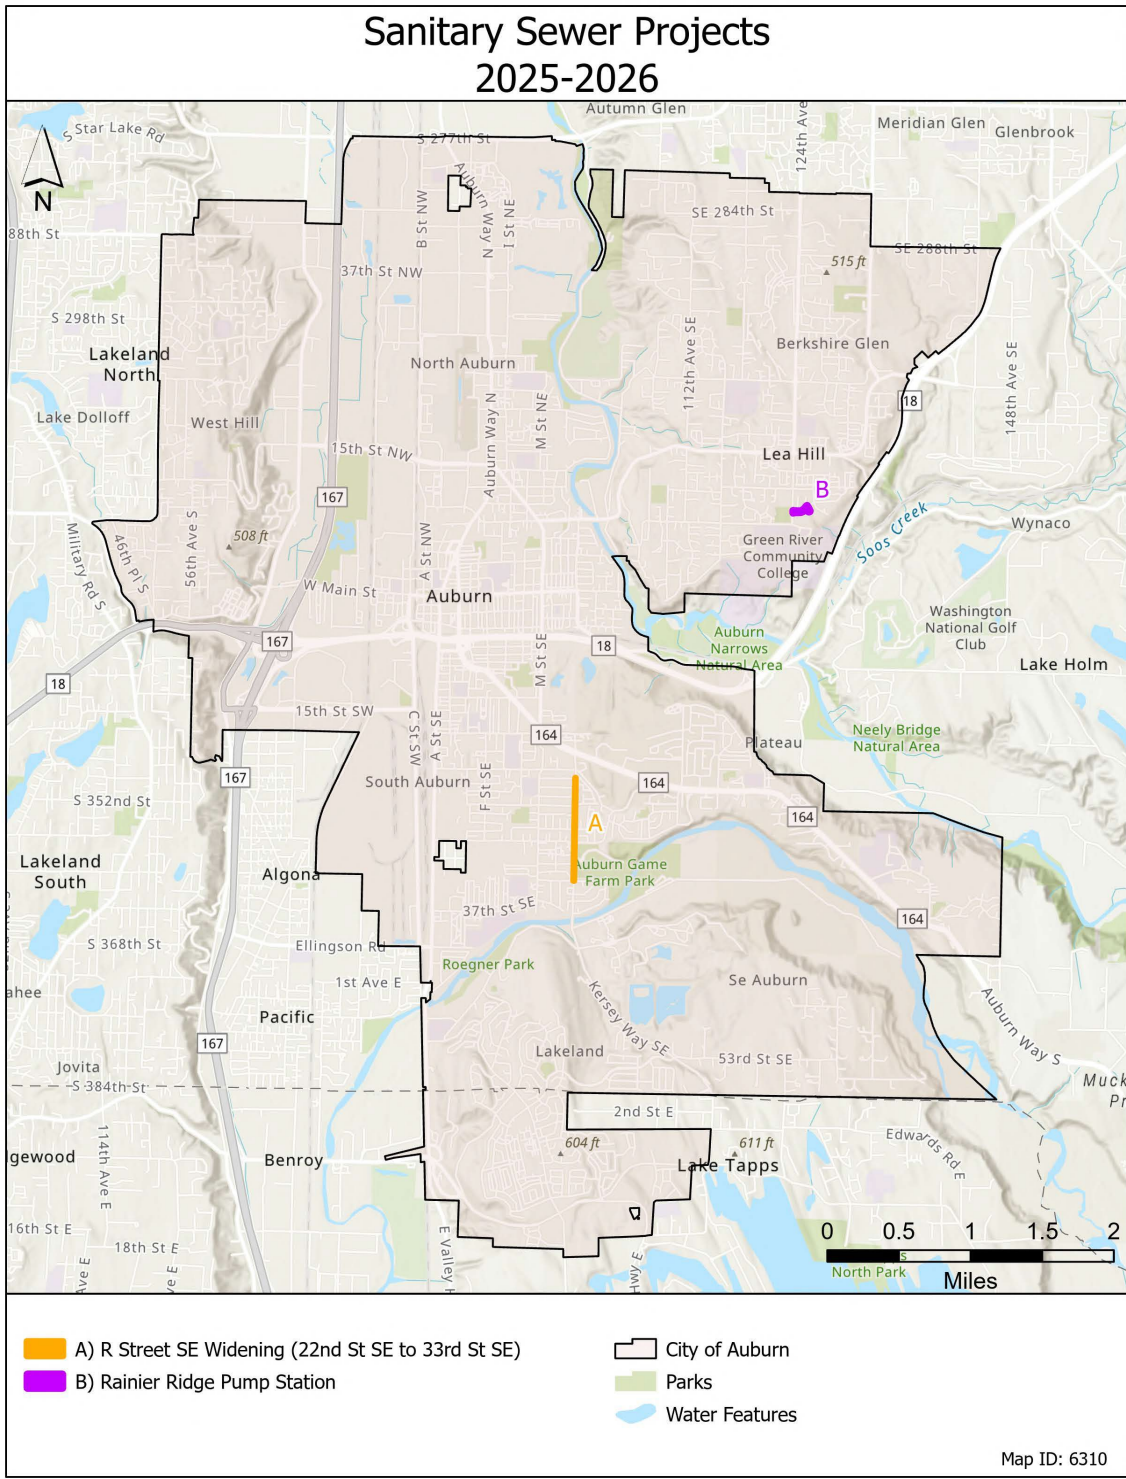 Sanitary Sewer Projects
2025-2026
Autumn Glen
Meridian Glen
Glenbrook
124th Ave
S Star Lake Rd
S 277th St
N
Auburn Way N
B St NW
I St NE
SE 284th St
88th St
SE 288th St
37th St NW
515 ft
S 298th St
Lakeland
North
North Auburn
112th Ave SE
Berkshire Glen
148th Ave SE
18
Lake Dolloff
West Hill
Auburn Way N
M St NE
15th St NW
Lea Hill
167
B
Soos Creek
Wynaco
Military Rd S
46th Pl S
56th Ave S
508 ft
A St NW
Green River
Community
College
W Main St
Auburn
Washington
National Golf
Club
Auburn
Narrows
Natural Area
167
18
M St SE
Lake Holm
18
15th St SW
C St SW
A St SE
164
Plateau
Neely Bridge
Natural Area
167
South Auburn
F St SE
164
S 352nd St
164
A
Lakeland
South
Algona
Auburn Game
Farm Park
37th St SE
164
S 368th St
Ellingson Rd
Roegner Park
1st Ave E
Se Auburn
ahee
Kersey Way SE
Auburn Way S
Pacific
167
Lakeland
53rd St SE
Jovita
S 384th St
Muck
Pr
2nd St E
114th Ave E
604 ft
611 ft
Edwards Rd E
lgewood
Benroy
Lake Tapps
16th St E
18th St E
E Valley H
Hwy E
Ave E
ve E
0 0.5 1 1.5 2
Miles
s
North Park
A) R Street SE Widening (22nd St SE to 33rd St SE)
B) Rainier Ridge Pump Station
City of Auburn
Parks
Water Features
Map ID: 6310